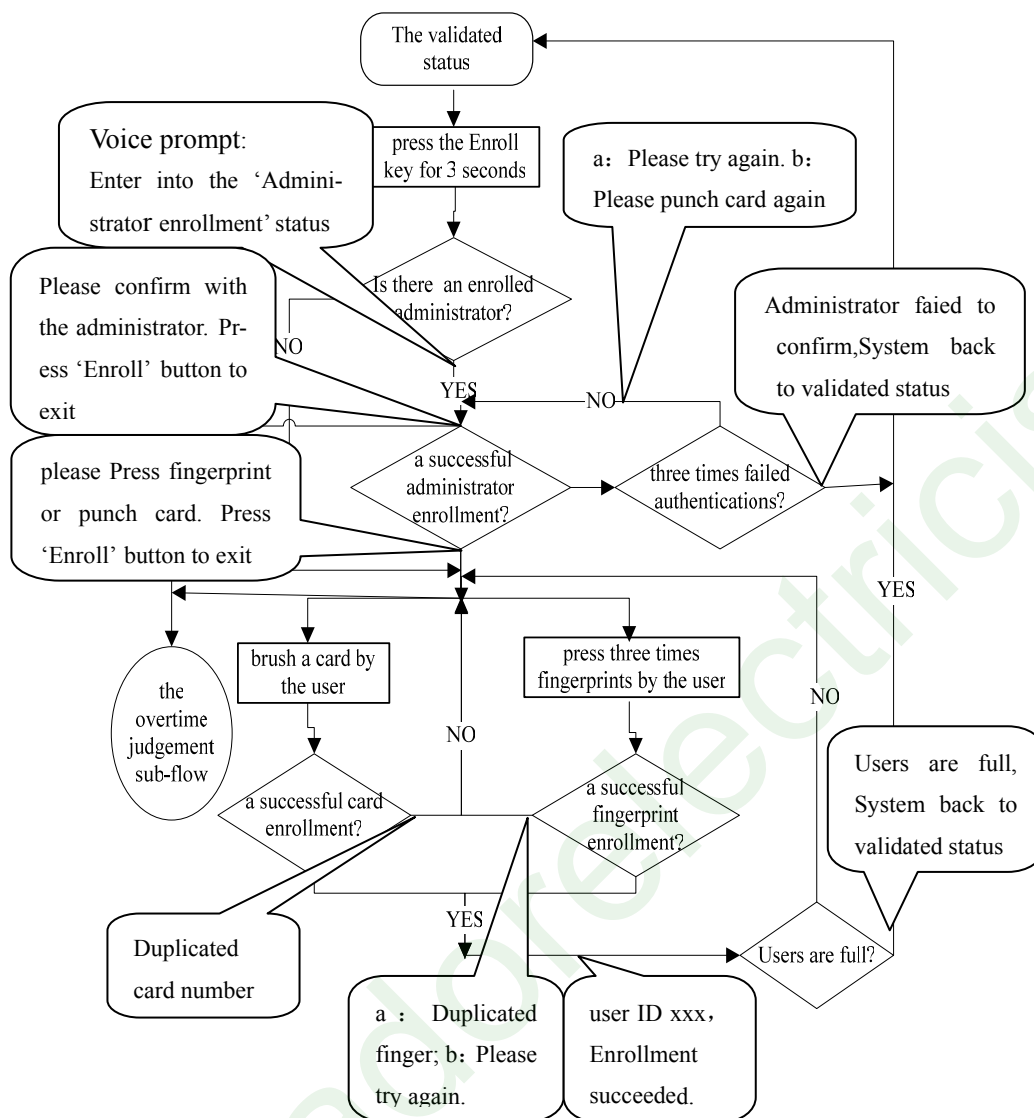 The validated
status
press the Enroll
key for 3 seconds
Voice prompt:
Enter into the ‘Admini-
strator enrollment’ status
a：Please try again. b：
Please punch card again
Is there an enrolled
administrator?
Please confirm with
the administrator. Pr-
ess ‘Enroll’ button to
exit
NO
YES
NO
Administrator faied to
confirm,System back
to validated status
please Press fingerprint
or punch card. Press
‘Enroll’ button to exit
a successful
administrator
enrollment?
three times failed
authentications?
YES
brush a card by
the user
press three times
fingerprints by the user
the
overtime
judgement
sub-flow
NO
NO
a successful card
enrollment?
a successful
fingerprint
enrollment?
Users are full,
System back to
validated status
YES
Duplicated
card number
Users are full?
a ： Duplicated
finger; b：Please
try again.
user ID xxx，
Enrollment
succeeded.
adorelectrici